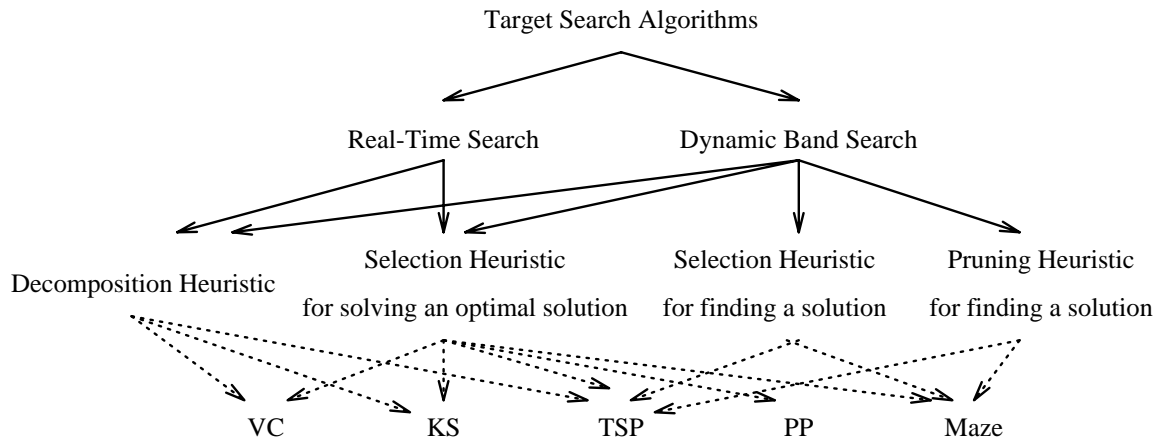 Target Search Algorithms
Real-Time Search
Dynamic Band Search
Decomposition Heuristic
Selection Heuristic
for solving an optimal solution
Selection Heuristic
for finding a solution
Pruning Heuristic
for finding a solution
VC
KS
TSP
PP
Maze